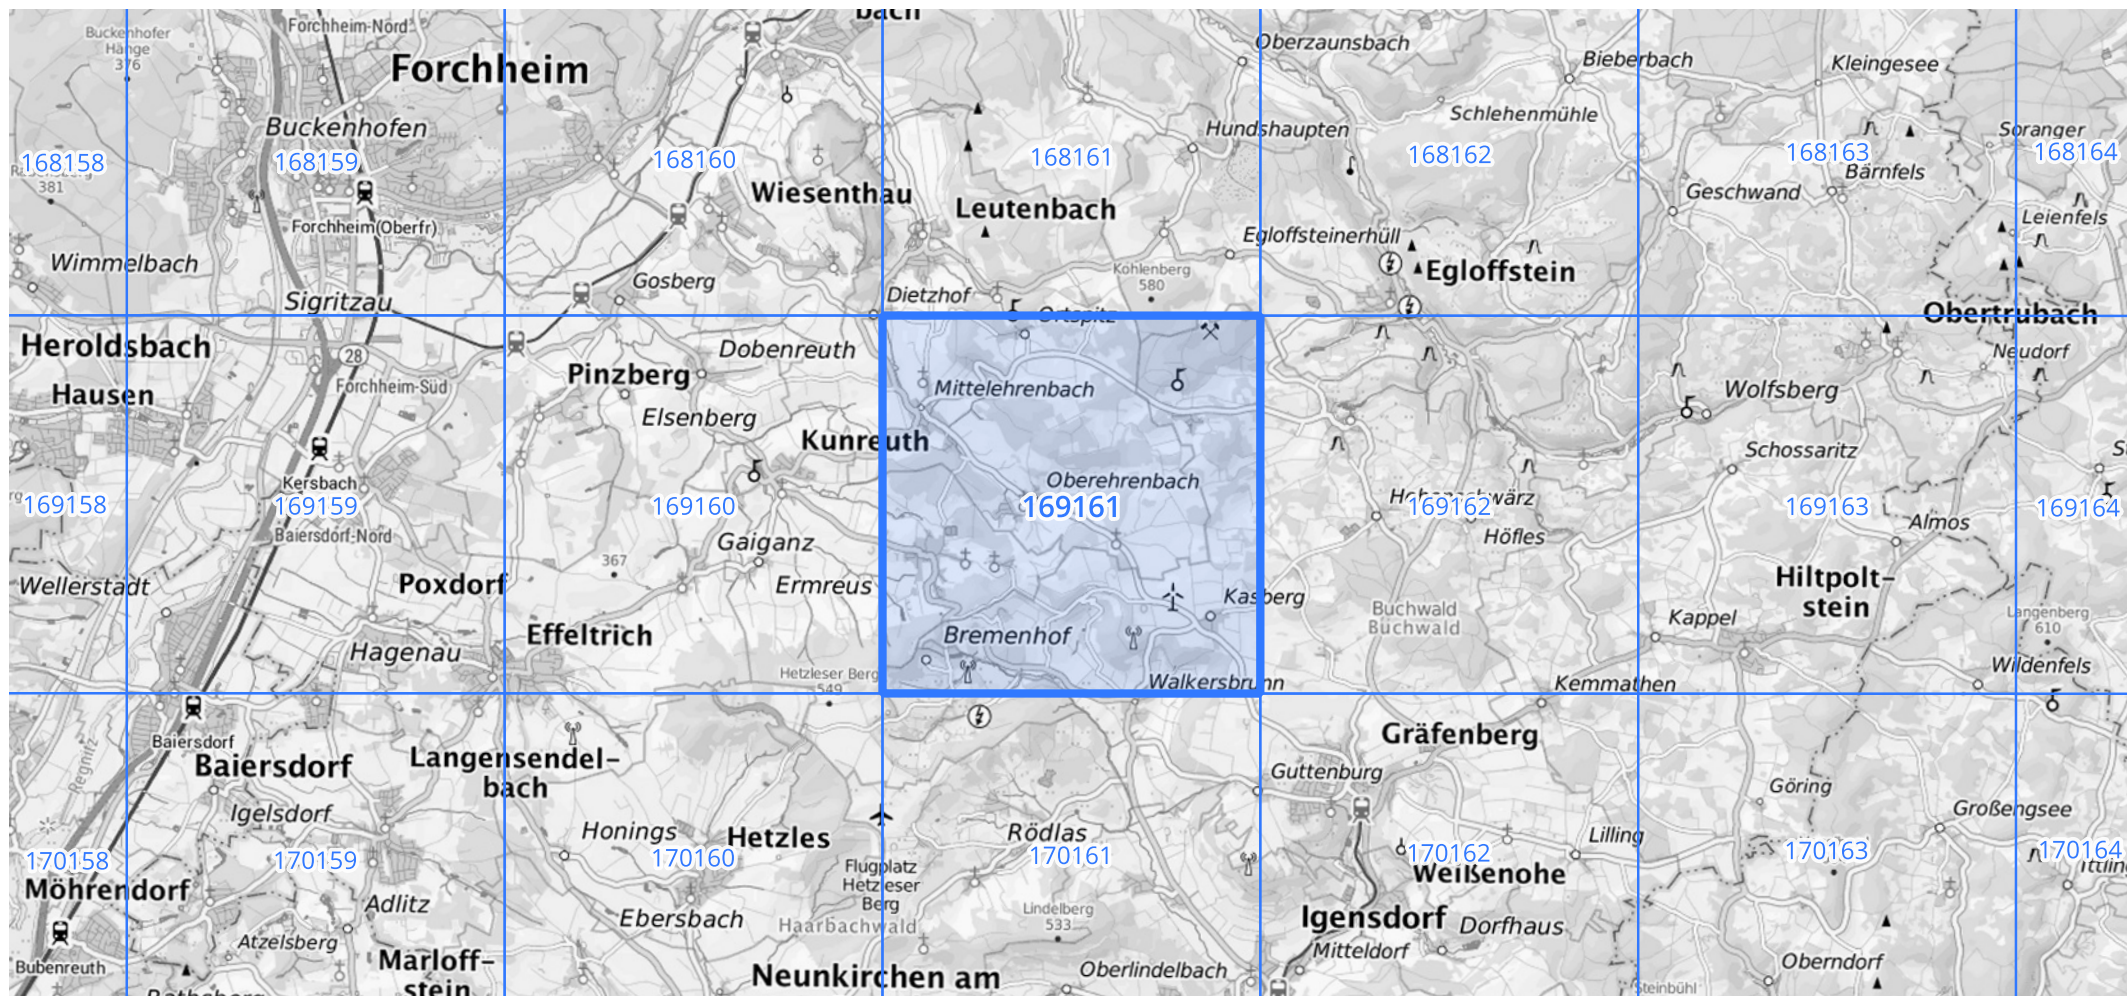 bach
Forchheim-Nord
Buckenhofer
Hänge
376
Forchheim
Oberzaunsbach
Bieberbach
Kleingesee
Buckenhofen
Schlehenmühle
Hundshaupten
Soranger
168158
168159
168160
168161
168162
168163
168164
381
Bärnfels
Wiesenthau
Geschwand
Leutenbach
Leienfels
Forchheim(Oberfr)
Egloffsteinerhüll
Wimmelbach
Gosberg
Köhlenberg
580
Egloffstein
Dietzhof
Sigritzau
Ortspitz
Obertrubach
Heroldsbach
28
Dobenreuth
Neudorf
Pinzberg
Forchheim-Süd
Mittelehrenbach
Wolfsberg
Hausen
Elsenberg
Kunreuth
Schossaritz
Kersbach
Oberehrenbach
Hohenschwärz
169158
169159
169160
169161
169162
169163
169164
Almos
Baiersdorf-Nord
Gaiganz
Höfles
367
Wellerstadt
Poxdorf
Ermreus
Hiltpolt-
stein
Kasberg
Buchwald
Buchwald
Kappel
Langenberg
610
Effeltrich
Bremenhof
Hagenau
Wildenfels
Hetzleser Berg
549
Walkersbrunn
Kemmathen
Regnitz
Baiersdorf
Gräfenberg
Baiersdorf
Langensendel-
bach
Guttenburg
Göring
Igelsdorf
Großengsee
Honings
Hetzles
Rödlas
Lilling
170158
170159
170160
170161
170162
170163
170164
Flugplatz
Hetzleser
Berg
Weißenohe
Möhrendorf
Adlitz
Ebersbach
Haarbachwald
Lindelberg
533
Igensdorf
Dorfhaus
Atzelsberg
Mitteldorf
Bubenreuth
Marloff-
stein
Neunkirchen am
Oberlindelbach
Oberndorf
Steinbühl
Rathsberg